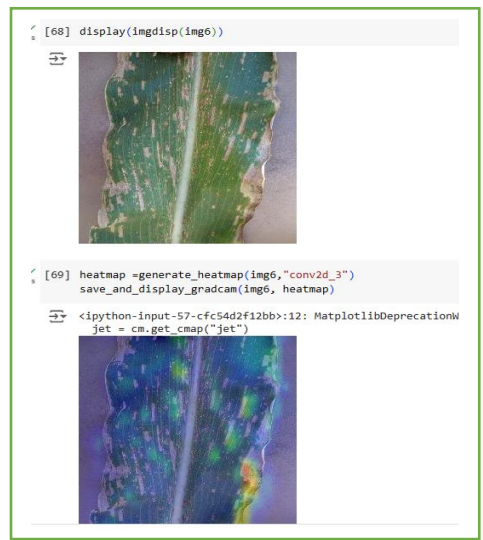 [68] display(imgdisp(img6))
s
[69] heatmap =generate_heatmap(img6,"conv2d_3")
s
save_and_display_gradcam(img6, heatmap)
<ipython-input-57-cfc54d2f12bb>:12: MatplotlibDeprecationW
jet = cm.get_cmap("jet")